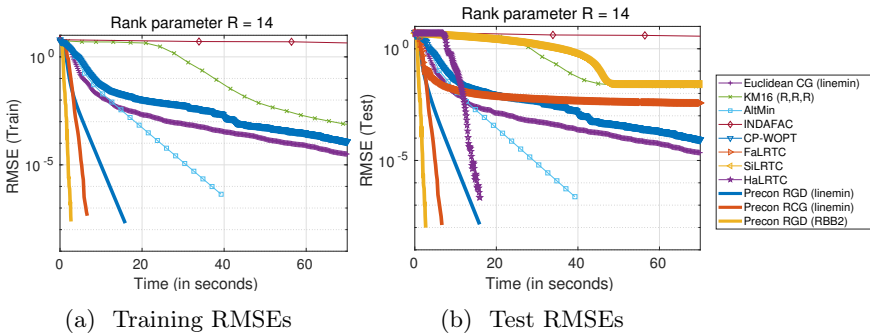 Rank parameter R = 14
RMSE (Train)
10^0
10^-5
0 20 40 60
Time (in seconds)
(a) Training RMSEs
Rank parameter R = 14
RMSE (Test)
10^0
10^-5
0 20 40 60
Time (in seconds)
(b) Test RMSEs
Euclidean CG (linemin)
KM16 (R,R,R)
AltMin
INDAFAC
CP-WOPT
FaLRTC
SiLRTC
HaLRTC
Precon RGD (linemin)
Precon RCG (linemin)
Precon RGD (RBB2)